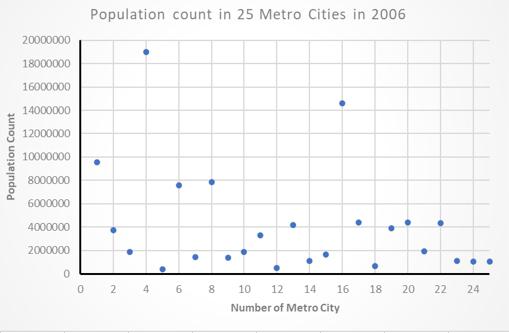 Population count in 25 Metro Cities in 2006
20000000
18000000
16000000
14000000
12000000
10000000
8000000
6000000
4000000
2000000
0
Population Count
0 2 4 6 8 10 12 14 16 18 20 22 24
Number of Metro City